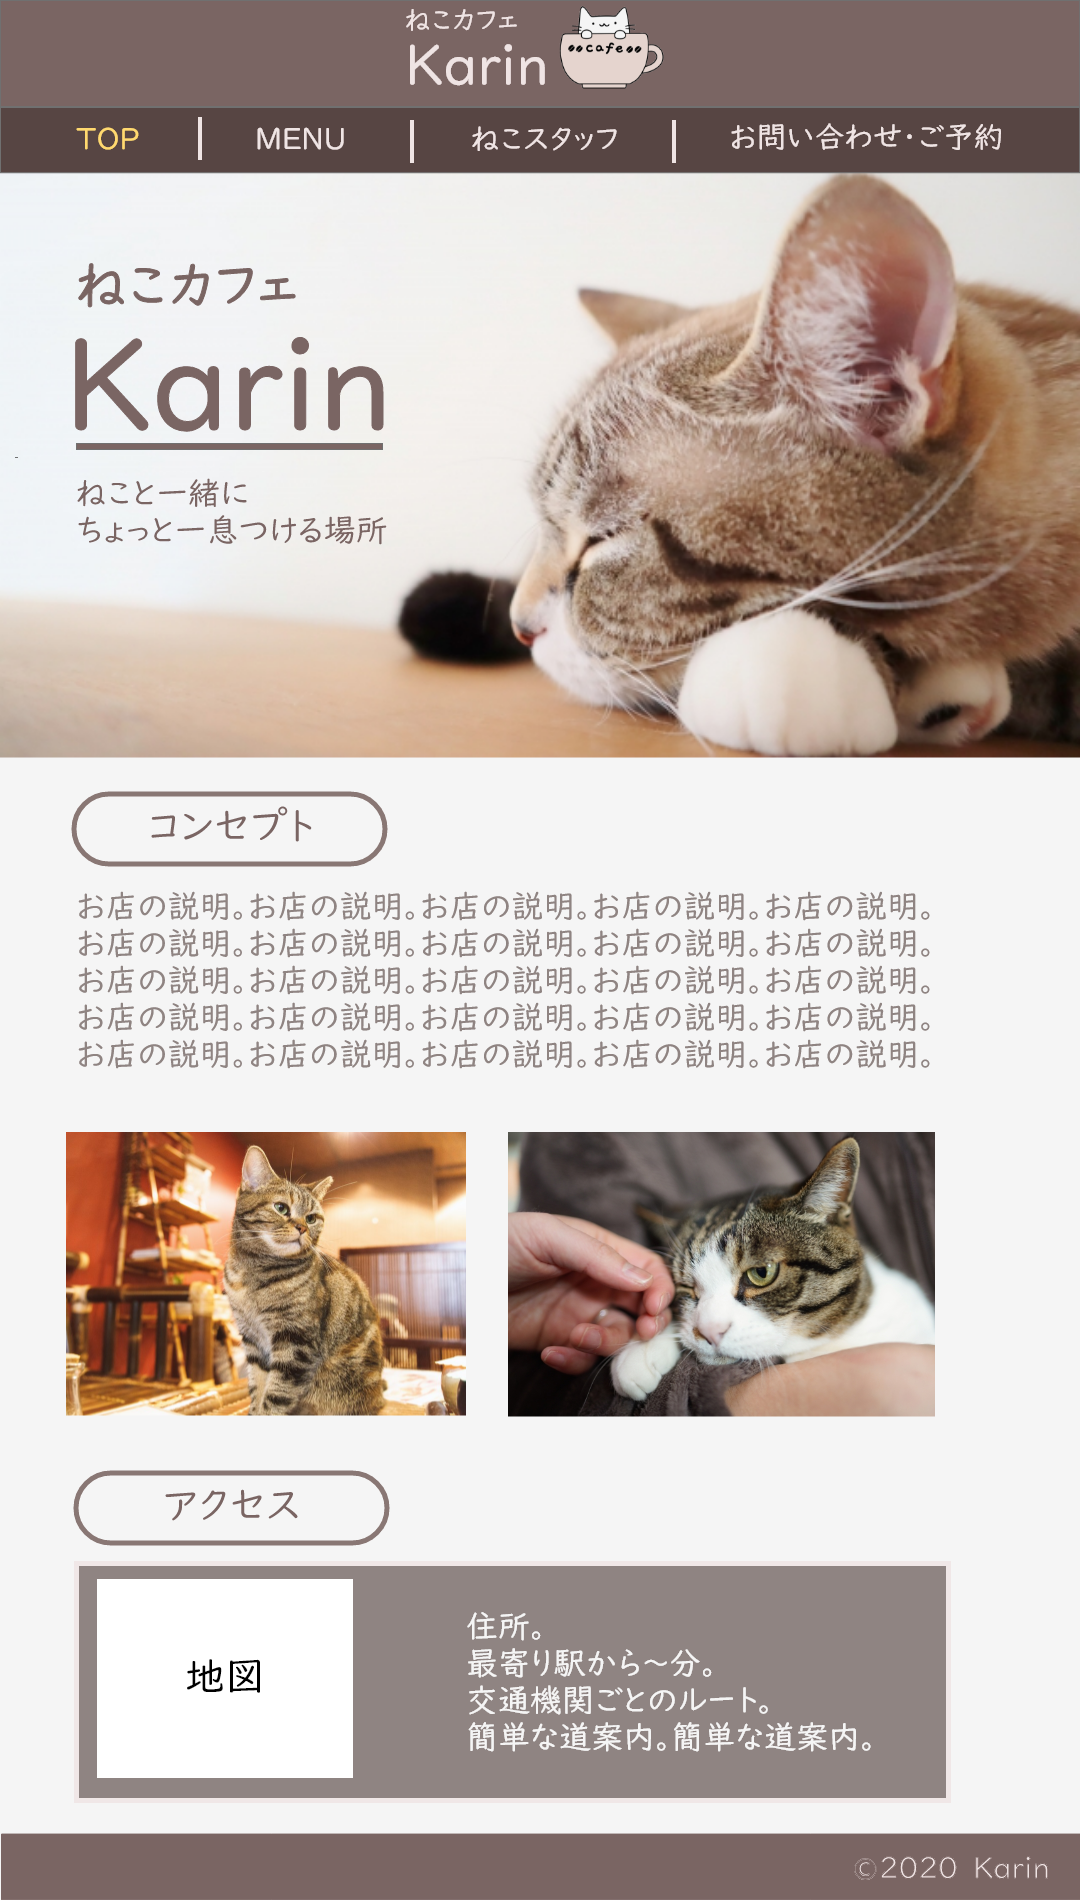 ねこカフェ
Karin
cafe
TOP
MENU
ねこスタッフ
お問い合わせ・ご予約
ねこカフェ
Karin
ねこと一緒に
ちょっと一息つける場所
コンセプト
お店の説明。お店の説明。お店の説明。お店の説明。お店の説明。
お店の説明。お店の説明。お店の説明。お店の説明。お店の説明。
お店の説明。お店の説明。お店の説明。お店の説明。お店の説明。
お店の説明。お店の説明。お店の説明。お店の説明。お店の説明。
お店の説明。お店の説明。お店の説明。お店の説明。お店の説明。
アクセス
地図
住所。
最寄り駅から〜分。
交通機関ごとのルート。
簡単な道案内。簡単な道案内。
©2020 Karin